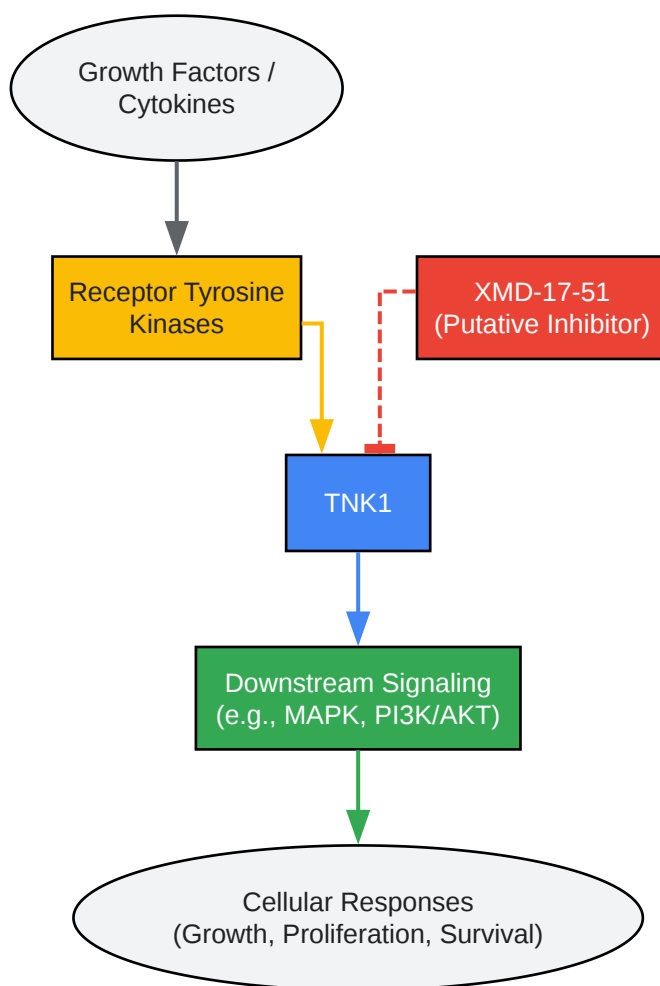 Growth Factors /
Cytokines
Receptor Tyrosine
Kinases
XMD-17-51
(Putative Inhibitor)
TNK1
Downstream Signaling
(e.g., MAPK, PI3K/AKT)
Cellular Responses
(Growth, Proliferation, Survival)